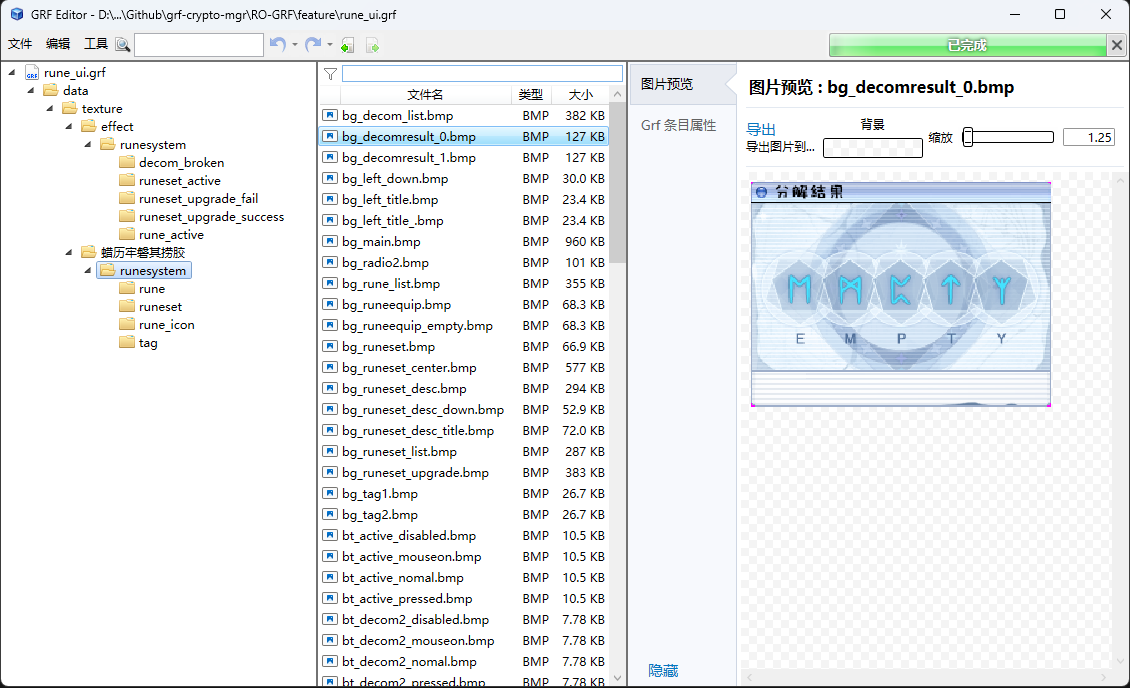 GRF Editor - D:\...\Github\grf-crypto-mgr\RO-GRF\feature\rune_ui.grf
文件 编辑 工具 已完成
rune_ui.grf
data
texture
effect
runesystem
decom_broken
runeset_active
runeset_upgrade_fail
runeset_upgrade_success
rune_active
蜡历牢磐其捞胶
runesystem
rune
runeset
rune_icon
tag
文件名 类型 大小
bg_decom_list.bmp BMP 382 KB
bg_decomresult_0.bmp BMP 127 KB
bg_decomresult_1.bmp BMP 127 KB
bg_left_down.bmp BMP 30.0 KB
bg_left_title.bmp BMP 23.4 KB
bg_left_title_.bmp BMP 23.4 KB
bg_main.bmp BMP 960 KB
bg_radio2.bmp BMP 101 KB
bg_rune_list.bmp BMP 355 KB
bg_runeequip.bmp BMP 68.3 KB
bg_runeequip_empty.bmp BMP 68.3 KB
bg_runeset.bmp BMP 66.9 KB
bg_runeset_center.bmp BMP 577 KB
bg_runeset_desc.bmp BMP 294 KB
bg_runeset_desc_down.bmp BMP 52.9 KB
bg_runeset_desc_title.bmp BMP 72.0 KB
bg_runeset_list.bmp BMP 287 KB
bg_runeset_upgrade.bmp BMP 383 KB
bg_tag1.bmp BMP 26.7 KB
bg_tag2.bmp BMP 26.7 KB
bt_active_disabled.bmp BMP 10.5 KB
bt_active_mouseon.bmp BMP 10.5 KB
bt_active_nomal.bmp BMP 10.5 KB
bt_active_pressed.bmp BMP 10.5 KB
bt_decom2_disabled.bmp BMP 7.78 KB
bt_decom2_mouseon.bmp BMP 7.78 KB
bt_decom2_nomal.bmp BMP 7.78 KB
bt_decom2_pressed.bmp BMP 7.78 KB
图片预览
Grf 条目属性
隐藏
图片预览 : bg_decomresult_0.bmp
导出
导出图片到...
背景
缩放 1.25
分解结果
ᛖ ᛗ ᛈ ᛏ ᛉ
E M P T Y